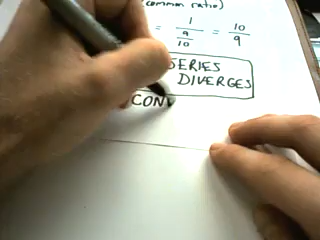 common ratio)
= 1 / 9/10 = 10/9
SERIES
DIVERGES
CON